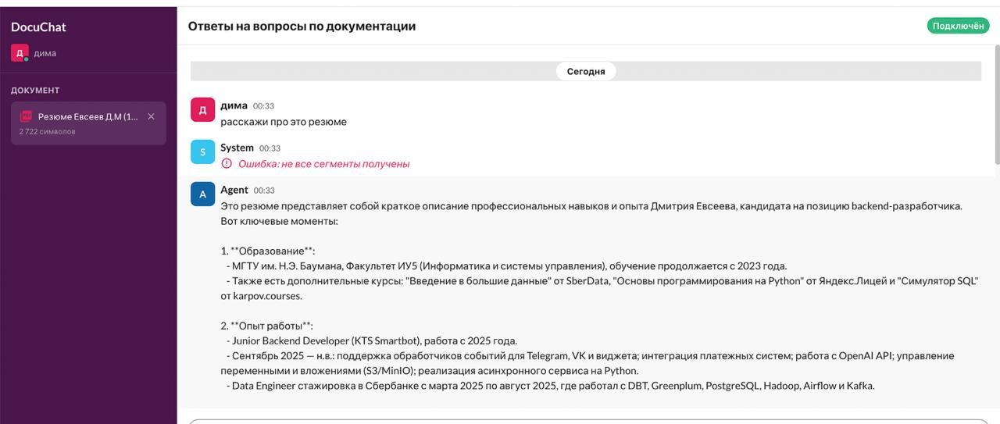 DocuChat
Д дима
ДОКУМЕНТ
Резюме Евсеев Д.М (1...
2 722 символов
Ответы на вопросы по документации
Подключён
Сегодня
Д
дима 00:33
расскажи про это резюме
S
System 00:33
Ошибка: не все сегменты получены
A
Agent 00:33
Это резюме представляет собой краткое описание профессиональных навыков и опыта Дмитрия Евсеева, кандидата на позицию backend-разработчика.
Вот ключевые моменты:
1. **Образование**:
- МГТУ им. Н.Э. Баумана, Факультет ИУ5 (Информатика и системы управления), обучение продолжается с 2023 года.
- Также есть дополнительные курсы: "Введение в большие данные" от SberData, "Основы программирования на Python" от Яндекс.Лицей и "Симулятор SQL"
от karpov.courses.
2. **Опыт работы**:
- Junior Backend Developer (KTS Smartbot), работа с 2025 года.
- Сентябрь 2025 — н.в.: поддержка обработчиков событий для Telegram, VK и виджета; интеграция платежных систем; работа с OpenAI API; управление
переменными и вложениями (S3/MinIO); реализация асинхронного сервиса на Python.
- Data Engineer стажировка в Сбербанке с марта 2025 по август 2025, где работал с DBT, Greenplum, PostgreSQL, Hadoop, Airflow и Kafka.